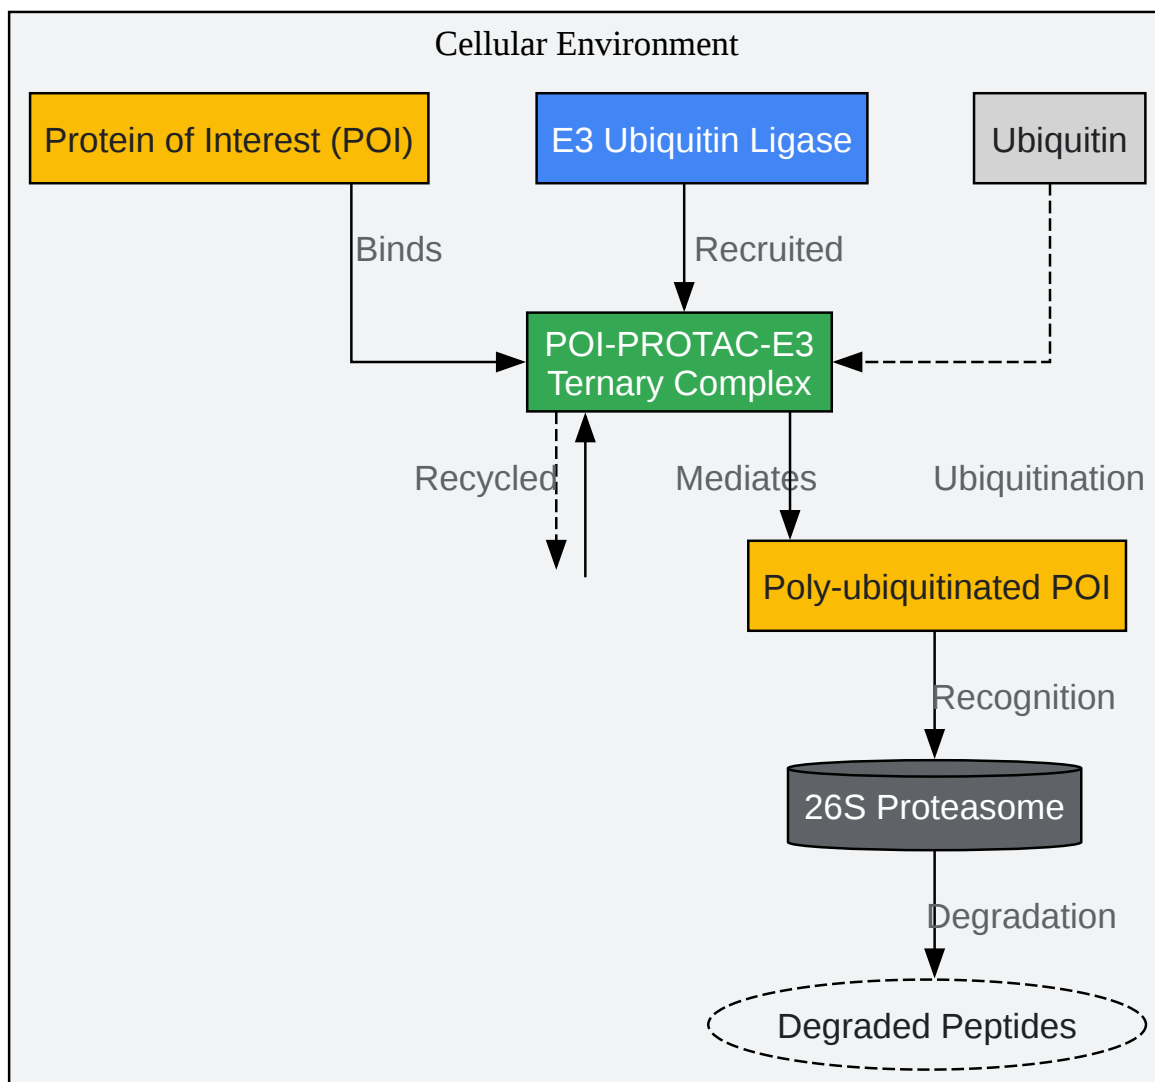 Cellular Environment
Protein of Interest (POI)
E3 Ubiquitin Ligase
Ubiquitin
Binds
Recruited
POI-PROTAC-E3
Ternary Complex
Recycled
Mediates
Ubiquitination
Poly-ubiquitinated POI
Recognition
26S Proteasome
Degradation
Degraded Peptides